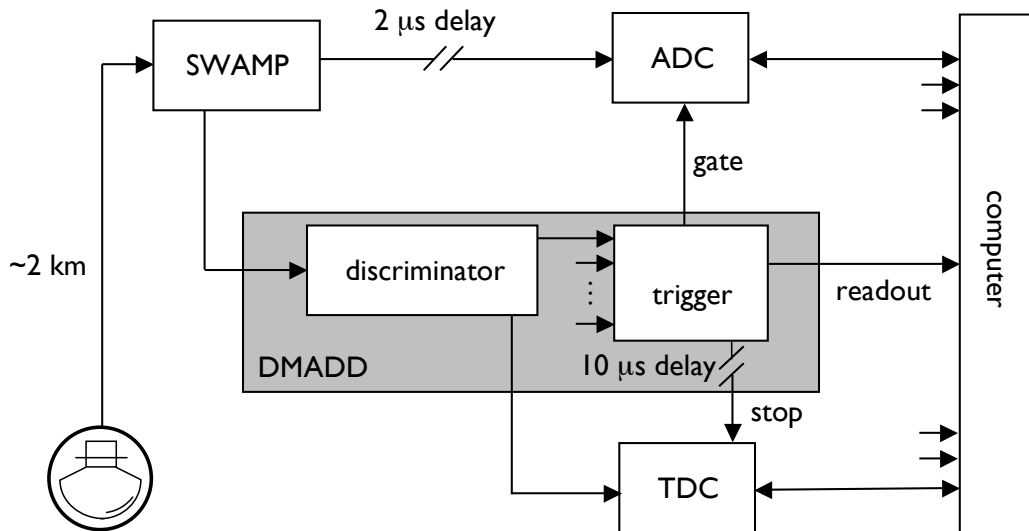 2 μs delay
SWAMP
ADC
gate
~2 km
discriminator
trigger
readout
computer
DMADD
10 μs delay
stop
TDC